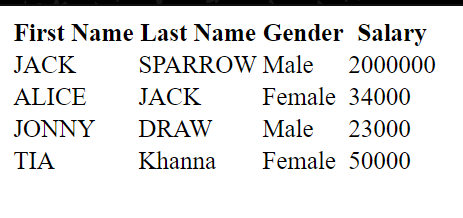 First Name Last Name Gender Salary
JACK SPARROW Male 2000000
ALICE JACK Female 34000
JONNY DRAW Male 23000
TIA Khanna Female 50000